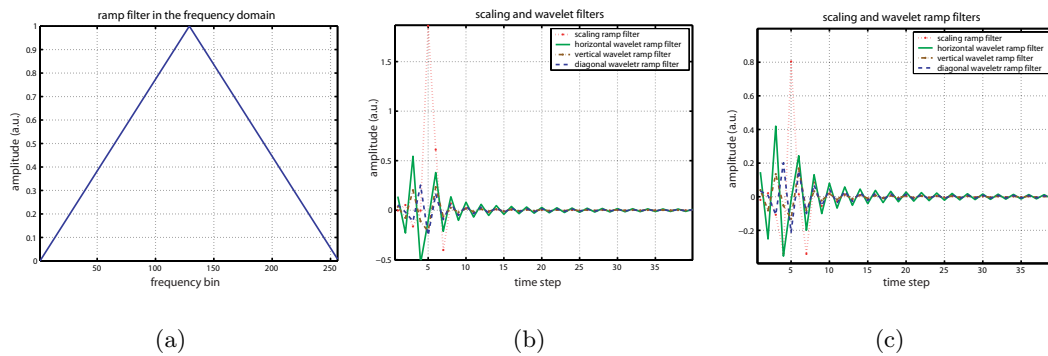 ramp filter in the frequency domain
1
0.9
0.8
0.7
0.6
0.5
0.4
0.3
0.2
0.1
0
50
100
150
200
250
amplitude (a.u.)
frequency bin
(a)
scaling and wavelet filters
scaling ramp filter
horizontal wavelet ramp filter
vertical wavelet ramp filter
diagonal waveletr ramp filter
1.5
1
0.5
0
-0.5
5
10
15
20
25
30
35
amplitude (a.u.)
time step
(b)
scaling and wavelet ramp filters
scaling ramp filter
horizontal wavelet ramp filter
vertical wavelet ramp filter
diagonal waveletr ramp filter
0.8
0.6
0.4
0.2
0
−0.2
5
10
15
20
25
30
35
amplitude (a.u.)
time step
(c)